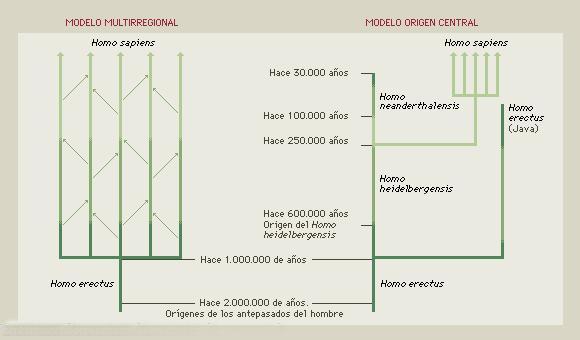 MODELO MULTIRREGIONAL
MODELO ORIGEN CENTRAL
Homo sapiens
Homo sapiens
Hace 30.000 años
Homo
neanderthalensis
Homo
erectus
(Java)
Hace 100.000 años
Hace 250.000 años
Homo
heidelbergensis
Hace 600.000 años
Origen del Homo
heidelbergensis
Hace 1.000.000 de años
Homo erectus
Homo erectus
Hace 2.000.000 de años.
Orígenes de los antepasados del hombre